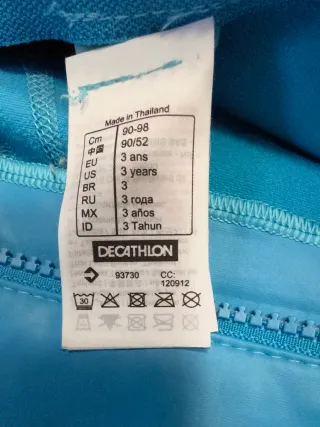 Made in Thailand
Cm 90-98
中国 90/52
EU 3 ans
US 3 years
BR 3
RU 3 года
MX 3 años
ID 3 Tahun
DECATHLON
93730 CC: 120912
30